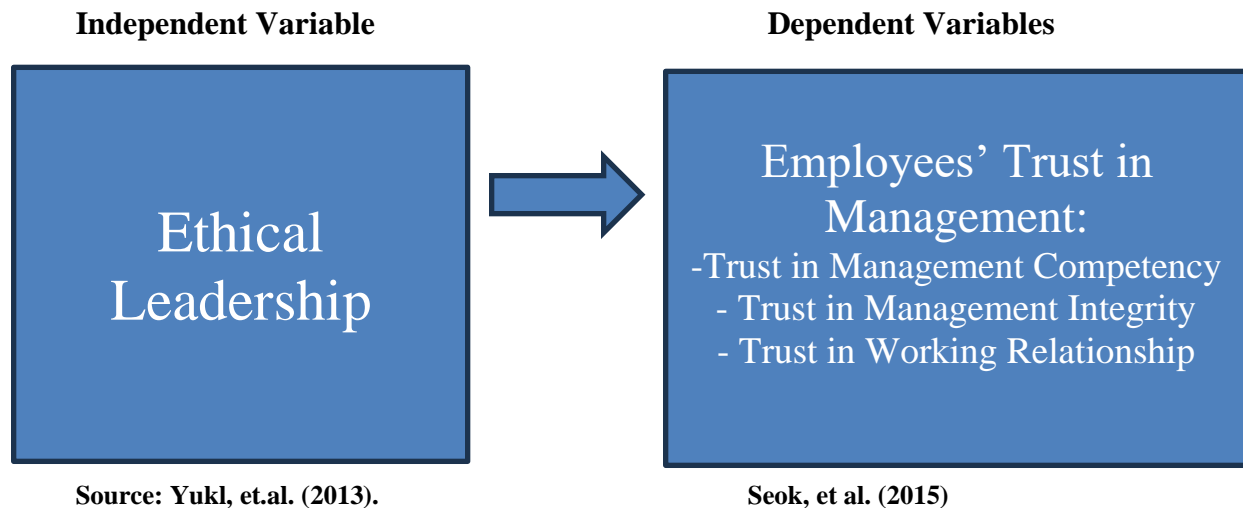 Independent Variable
Dependent Variables
Ethical
Leadership
Employees’ Trust in
Management:
-Trust in Management Competency
- Trust in Management Integrity
- Trust in Working Relationship
Source: Yukl, et.al. (2013).
Seok, et al. (2015)